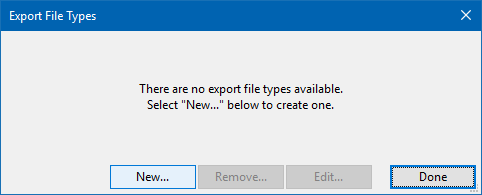 Export File Types
There are no export file types available.
Select "New..." below to create one.
New...
Remove...
Edit...
Done